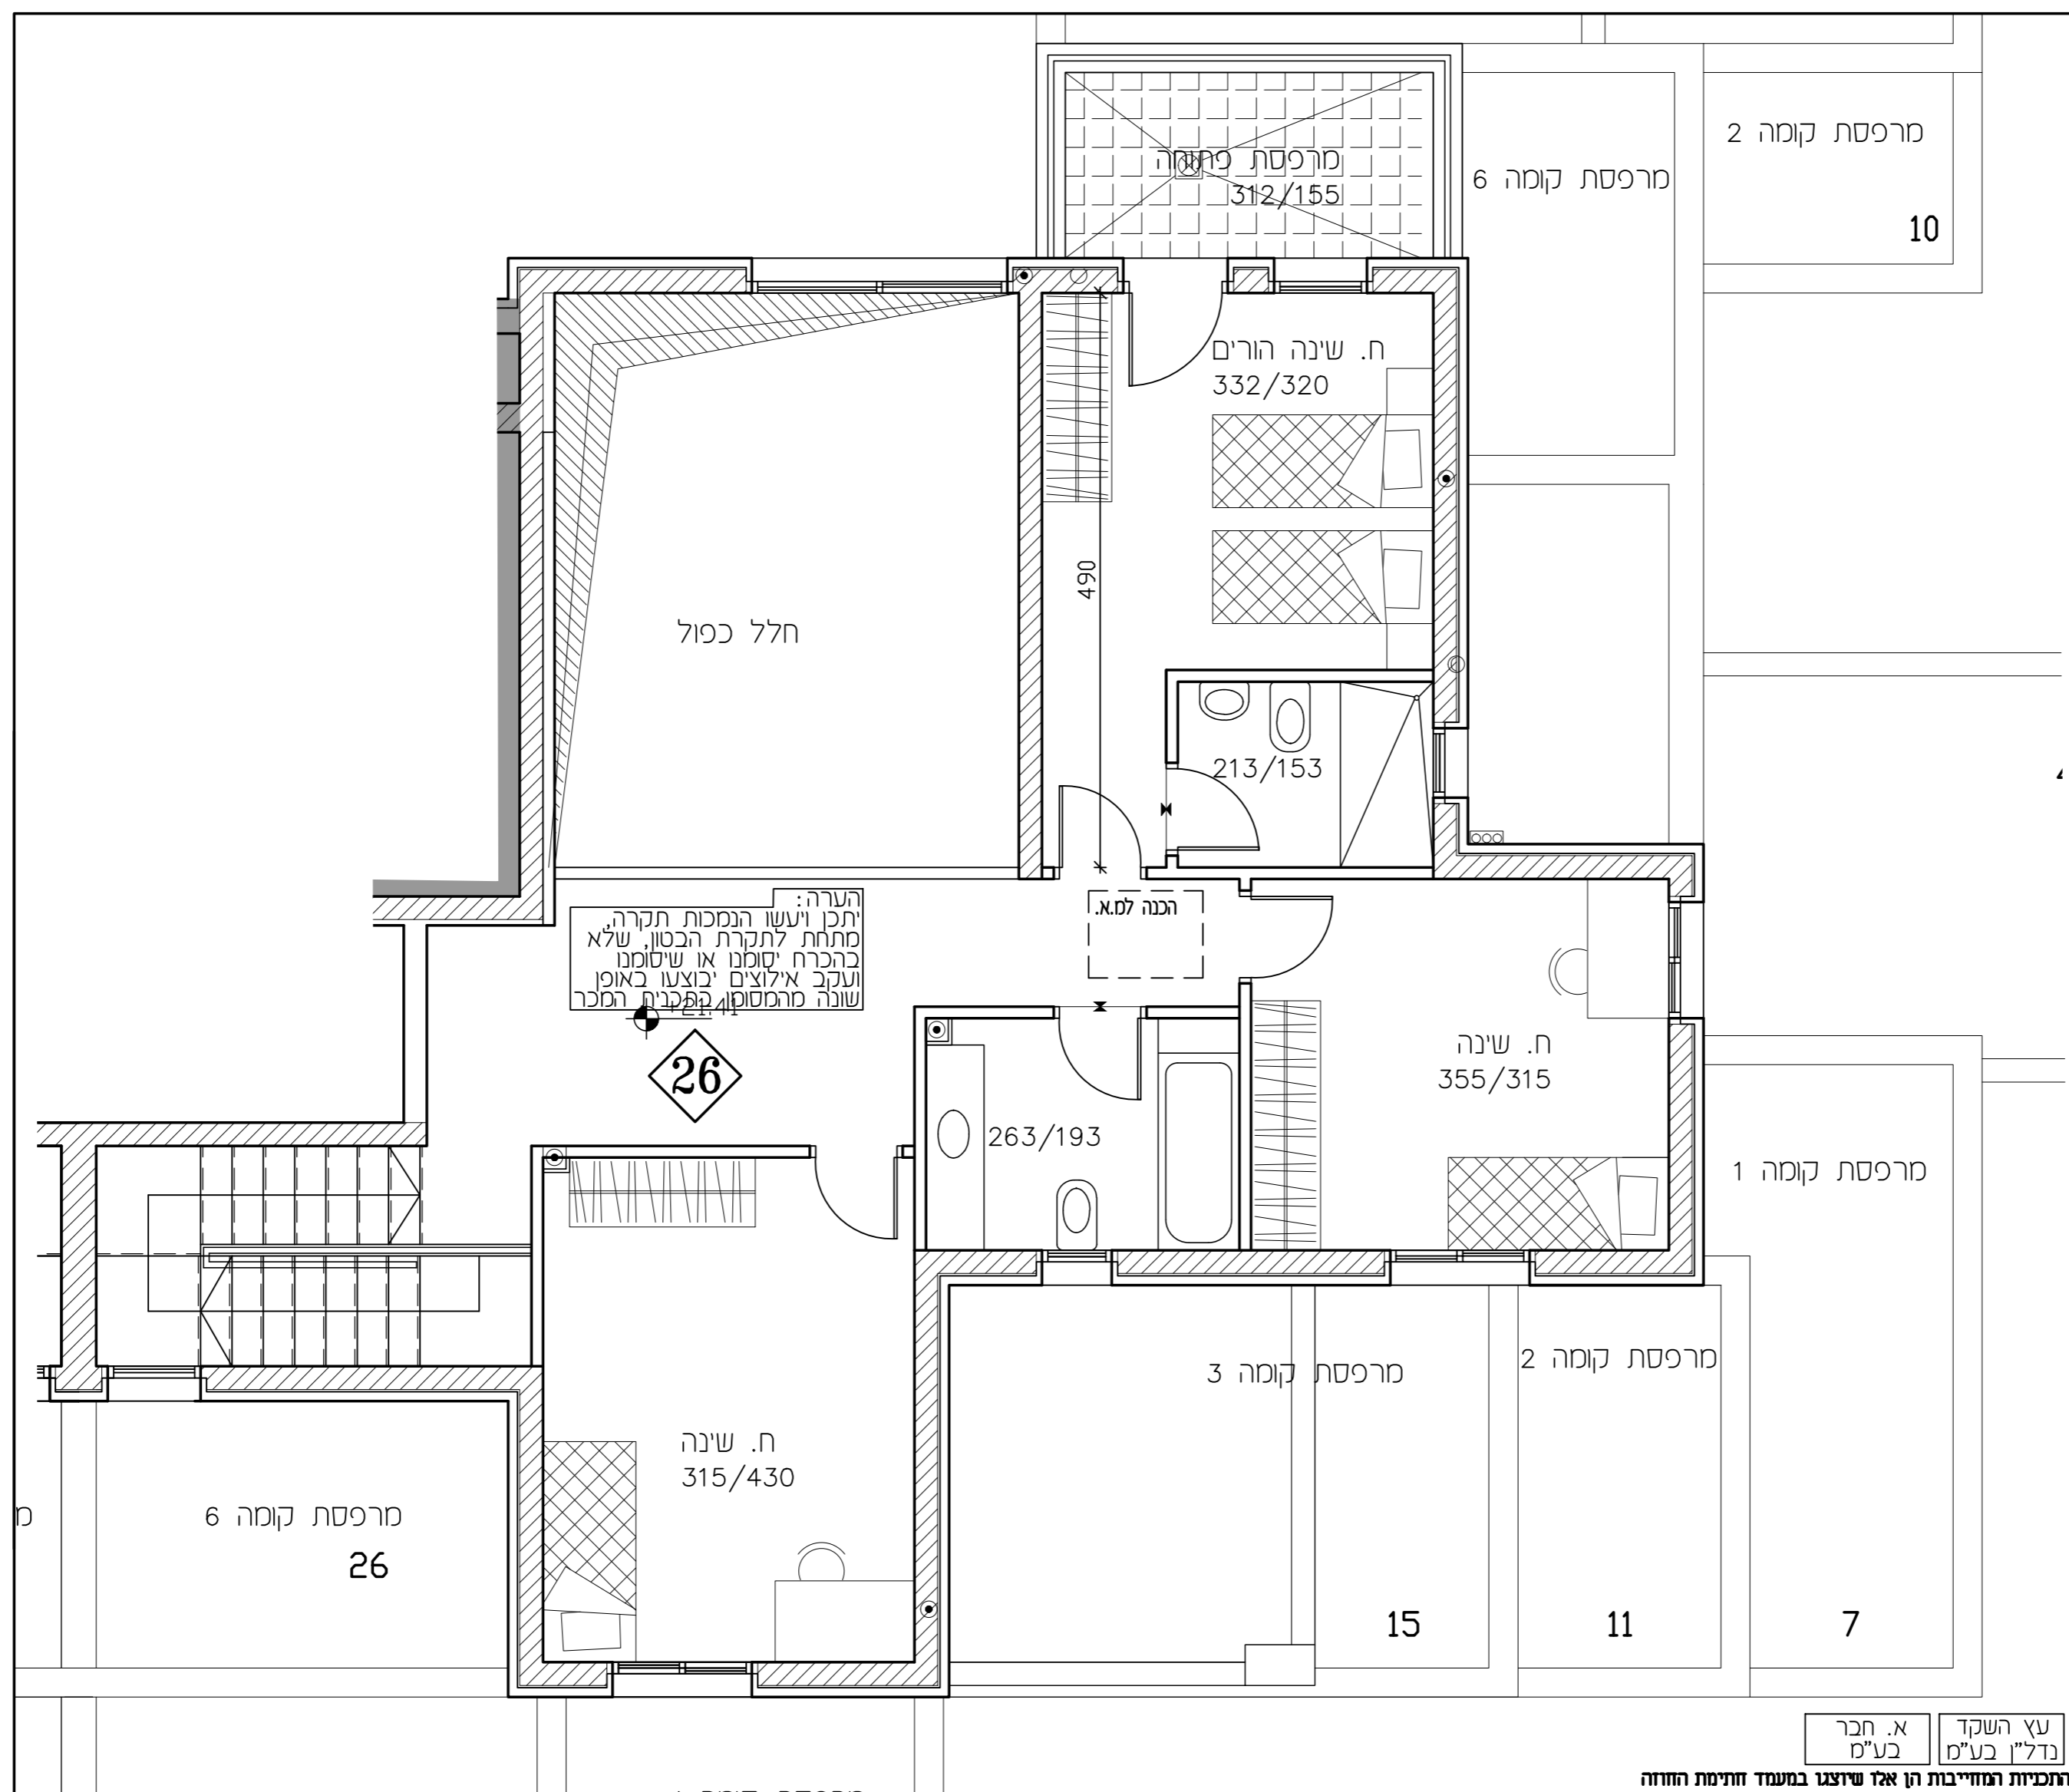 מרפסת קומה 2
10
מרפסת קומה 6
מרפסת פתוחה
312/155
ח. שינה הורים
332/320
490
חלל כפול
213/153
הערה:
יתכן ויעשו הנמכות תקרה,
מתחת לתקרת הבטון, שלא
בהכרח יסומנו או שיסומנו
ועקב אילוצים יבוצעו באופן
שונה מהמסומן בתכנית המכר
+21.41
26
הכנה למ.א.
ח. שינה
355/315
263/193
מרפסת קומה 1
7
מרפסת קומה 2
11
מרפסת קומה 3
15
ח. שינה
315/430
מרפסת קומה 6
26
עץ השקד
נדל"ן בע"מ
א. חבר
בע"מ
התכניות המחייבות הן אלו שיוצגו במעמד חתימת החוזה